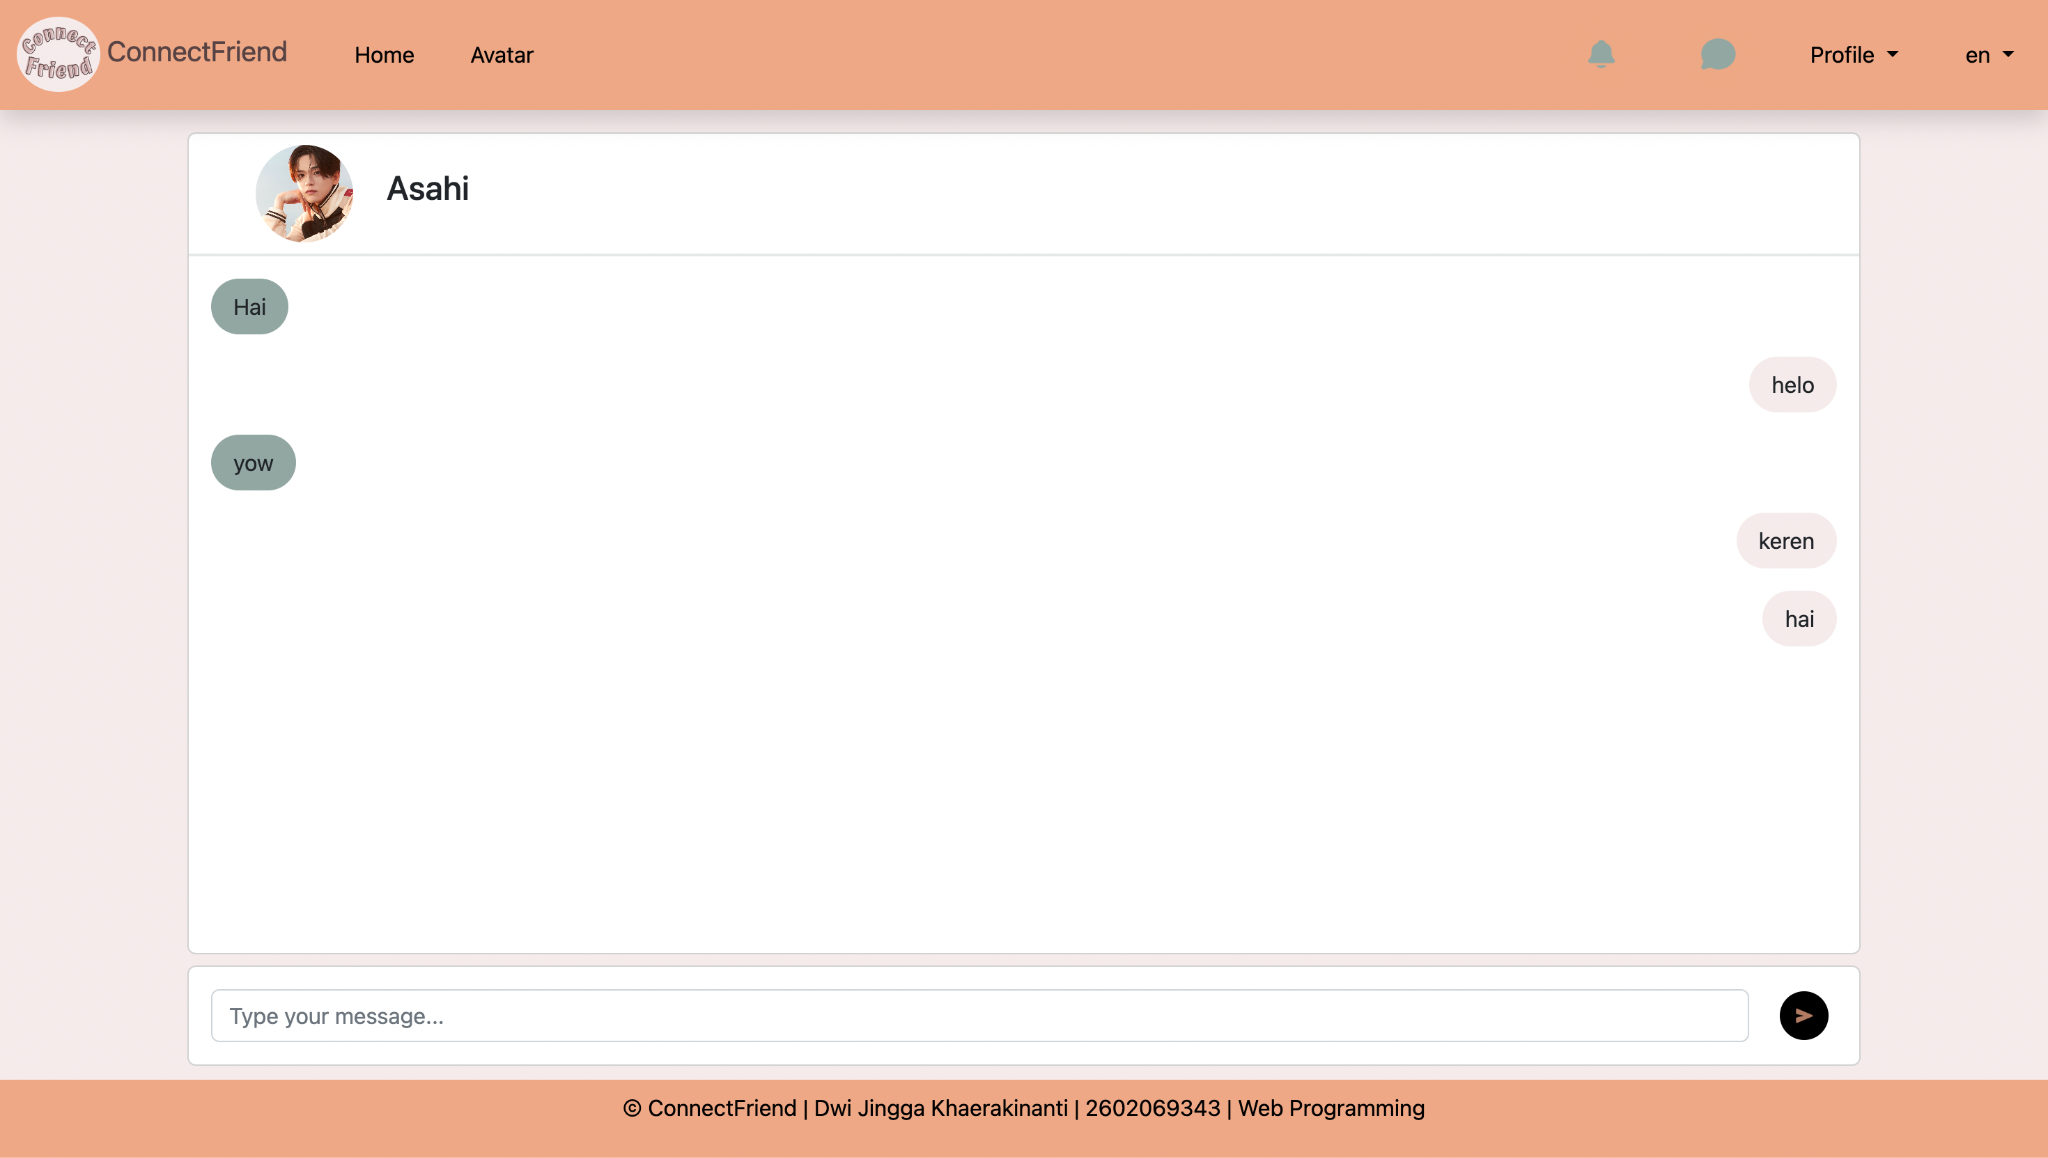 Connect
Friend
ConnectFriend
Home
Avatar
Profile
en
Asahi
Hai
helo
yow
keren
hai
Type your message...
© ConnectFriend | Dwi Jingga Khaerakinanti | 2602069343 | Web Programming